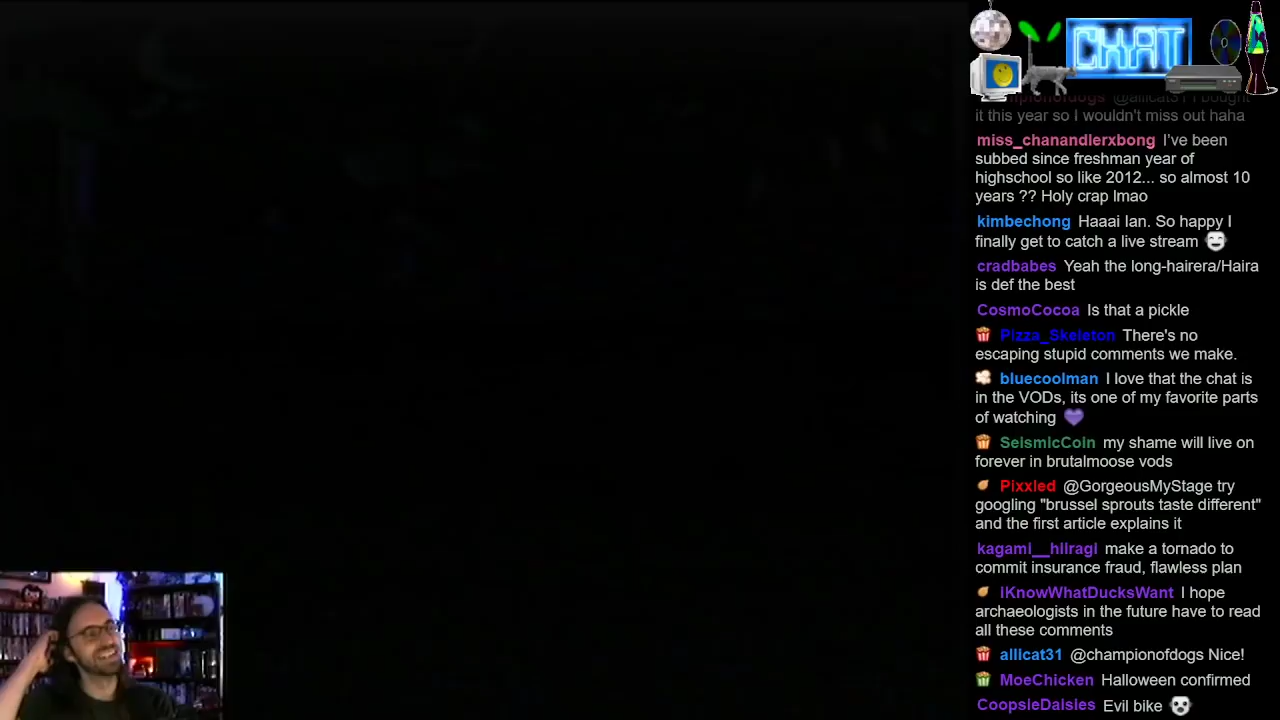 CHAT
@allicat31 I bought
it this year so I wouldn't miss out haha
miss_chanandlerxbong I've been
subbed since freshman year of
highschool so like 2012... so almost 10
years ?? Holy crap lmao
kimbechong Haaai Ian. So happy I
finally get to catch a live stream
cradbabes Yeah the long-hairera/Haira
is def the best
CosmoCocoa Is that a pickle
Pizza_Skeleton There's no
escaping stupid comments we make.
bluecoolman I love that the chat is
in the VODs, its one of my favorite parts
of watching
SeismicCoin my shame will live on
forever in brutalmoose vods
Pixxled @GorgeousMyStage try
googling "brussel sprouts taste different"
and the first article explains it
kagami__hiiragi make a tornado to
commit insurance fraud, flawless plan
iKnowWhatDucksWant I hope
archaeologists in the future have to read
all these comments
allicat31 @championofdogs Nice!
MoeChicken Halloween confirmed
CoopsieDaisies Evil bike